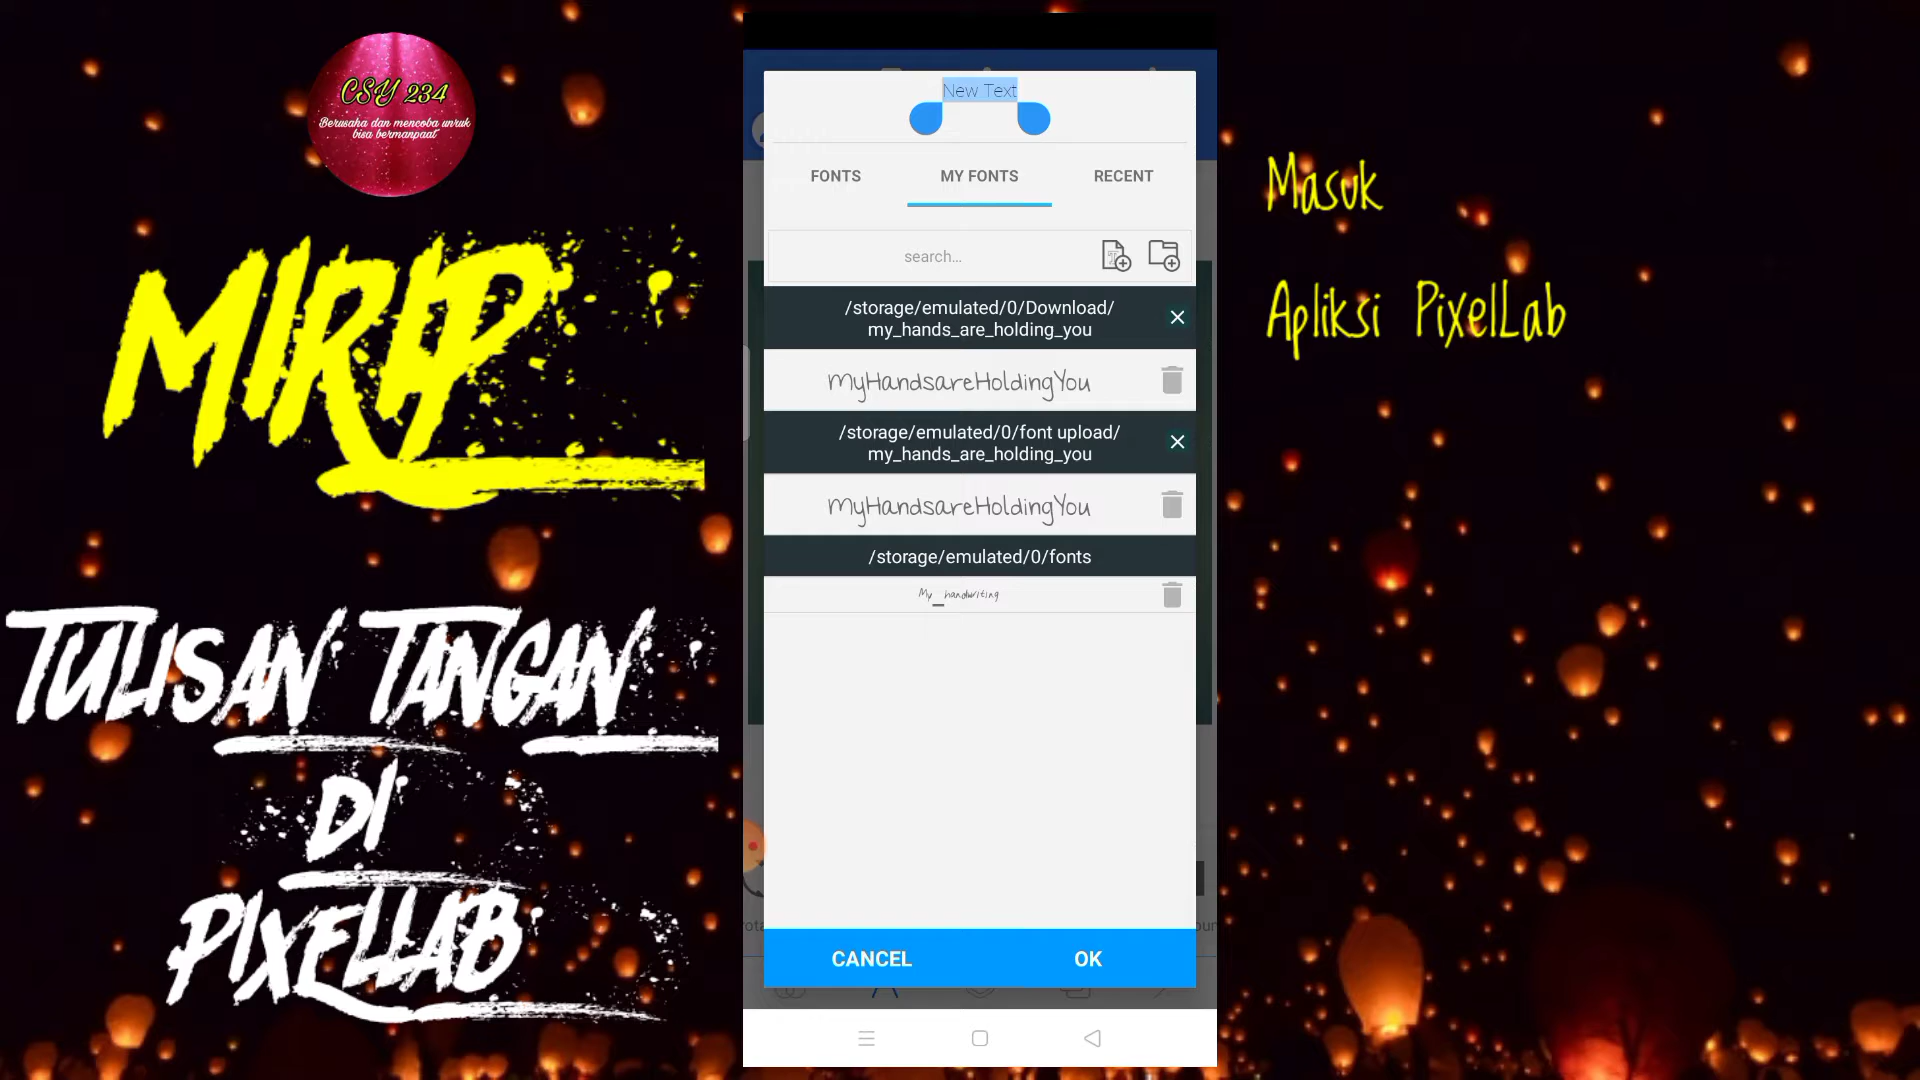 CSY 234
Berusaha dan mencoba unruk
bisa bermanpaat
MIRIP
TULISAN TANGAN
DI
PIXELLAB
New Text
FONTS MY FONTS RECENT
search...
/storage/emulated/0/Download/
my_hands_are_holding_you
MyHandsareHoldingYou
/storage/emulated/0/font upload/
my_hands_are_holding_you
MyHandsareHoldingYou
/storage/emulated/0/fonts
My_handwriting
CANCEL OK
Masuk
Apliksi PixelLab